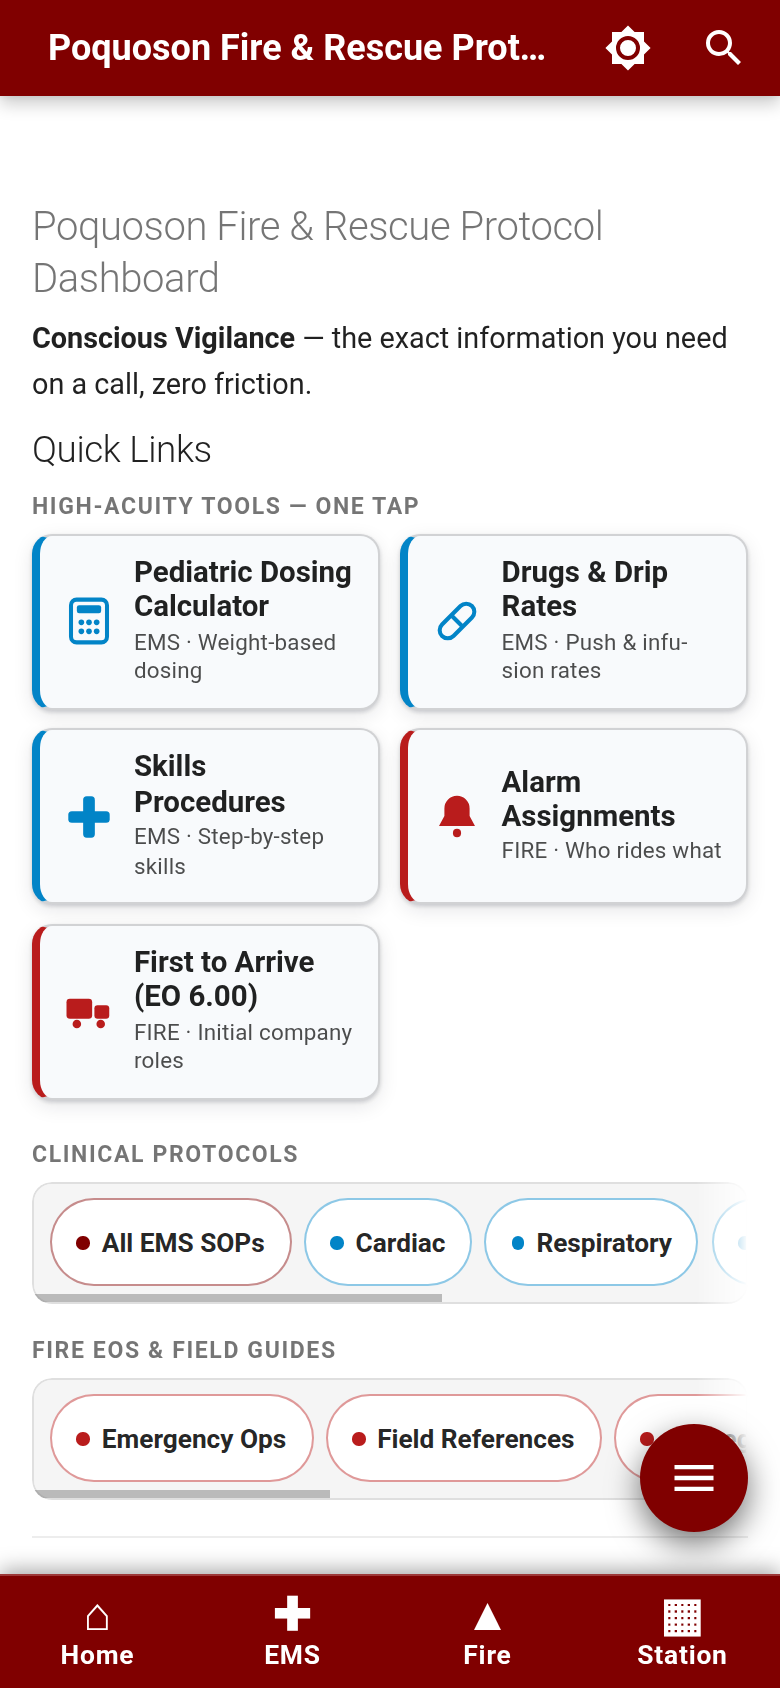 Poquoson Fire & Rescue Prot...
Poquoson Fire & Rescue Protocol
Dashboard
Conscious Vigilance — the exact information you need
on a call, zero friction.
Quick Links
HIGH-ACUITY TOOLS — ONE TAP
Pediatric Dosing
Calculator
EMS · Weight-based
dosing
Drugs & Drip
Rates
EMS · Push & infu-
sion rates
Skills
Procedures
EMS · Step-by-step
skills
Alarm
Assignments
FIRE · Who rides what
First to Arrive
(EO 6.00)
FIRE · Initial company
roles
CLINICAL PROTOCOLS
All EMS SOPs
Cardiac
Respiratory
FIRE EOS & FIELD GUIDES
Emergency Ops
Field References
Home
EMS
Fire
Station